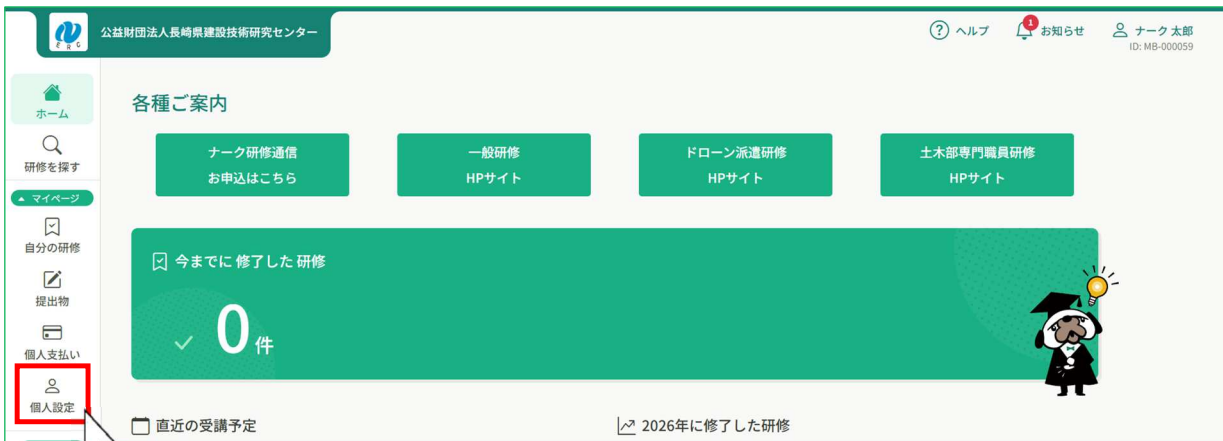 ERG
公益財団法人長崎県建設技術研究センター
? ヘルプ
1
お知らせ
ナーク 太郎
ID: MB-000059
ホーム
研修を探す
マイページ
自分の研修
提出物
個人支払い
個人設定
各種ご案内
ナーク研修通信
お申込はこちら
一般研修
HPサイト
ドローン派遣研修
HPサイト
土木部専門職員研修
HPサイト
今までに 修了した 研修
0件
直近の受講予定
2026年に修了した研修